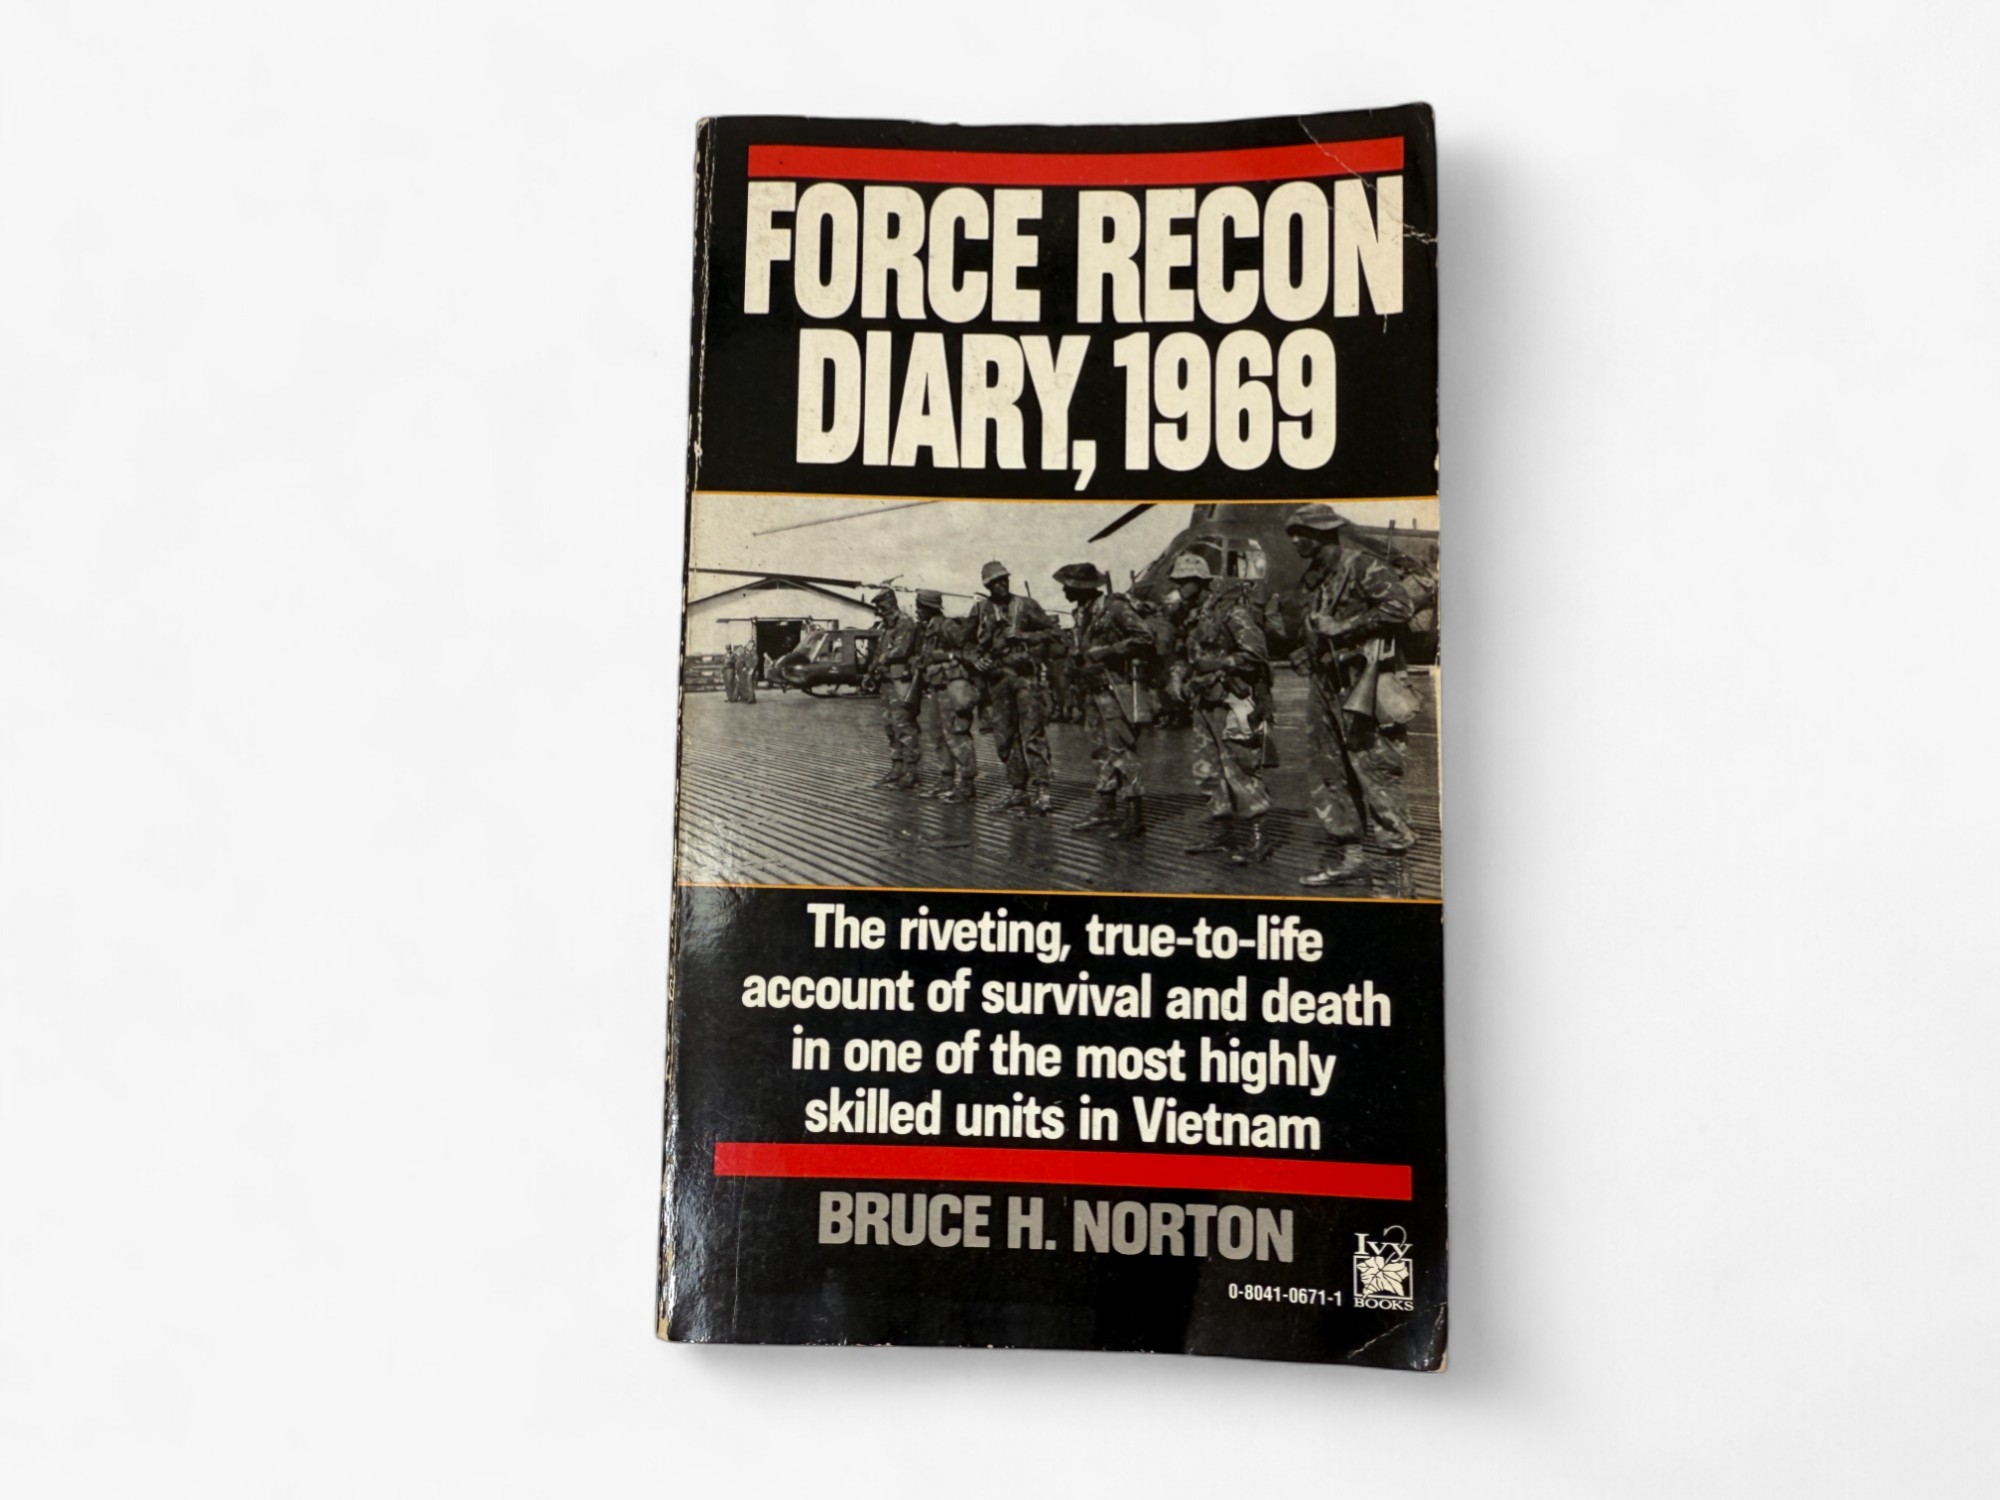 FORCE RECON
DIARY, 1969
The riveting, true-to-life
account of survival and death
in one of the most highly
skilled units in Vietnam
BRUCE H. NORTON
0-8041-0671-1
Ivy
BOOKS